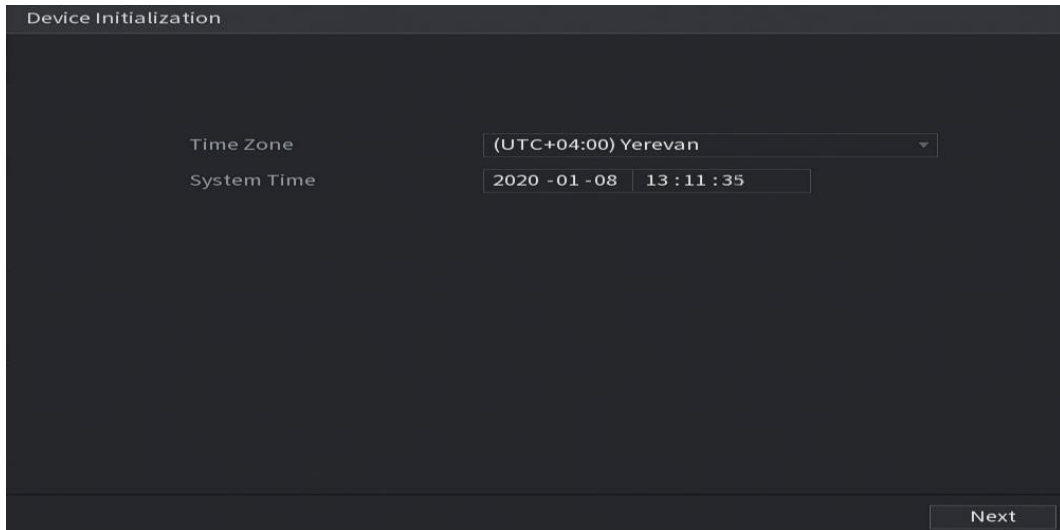 Device Initialization
Time Zone (UTC+04:00) Yerevan
System Time 2020 -01 -08 13 : 11 : 35
Next